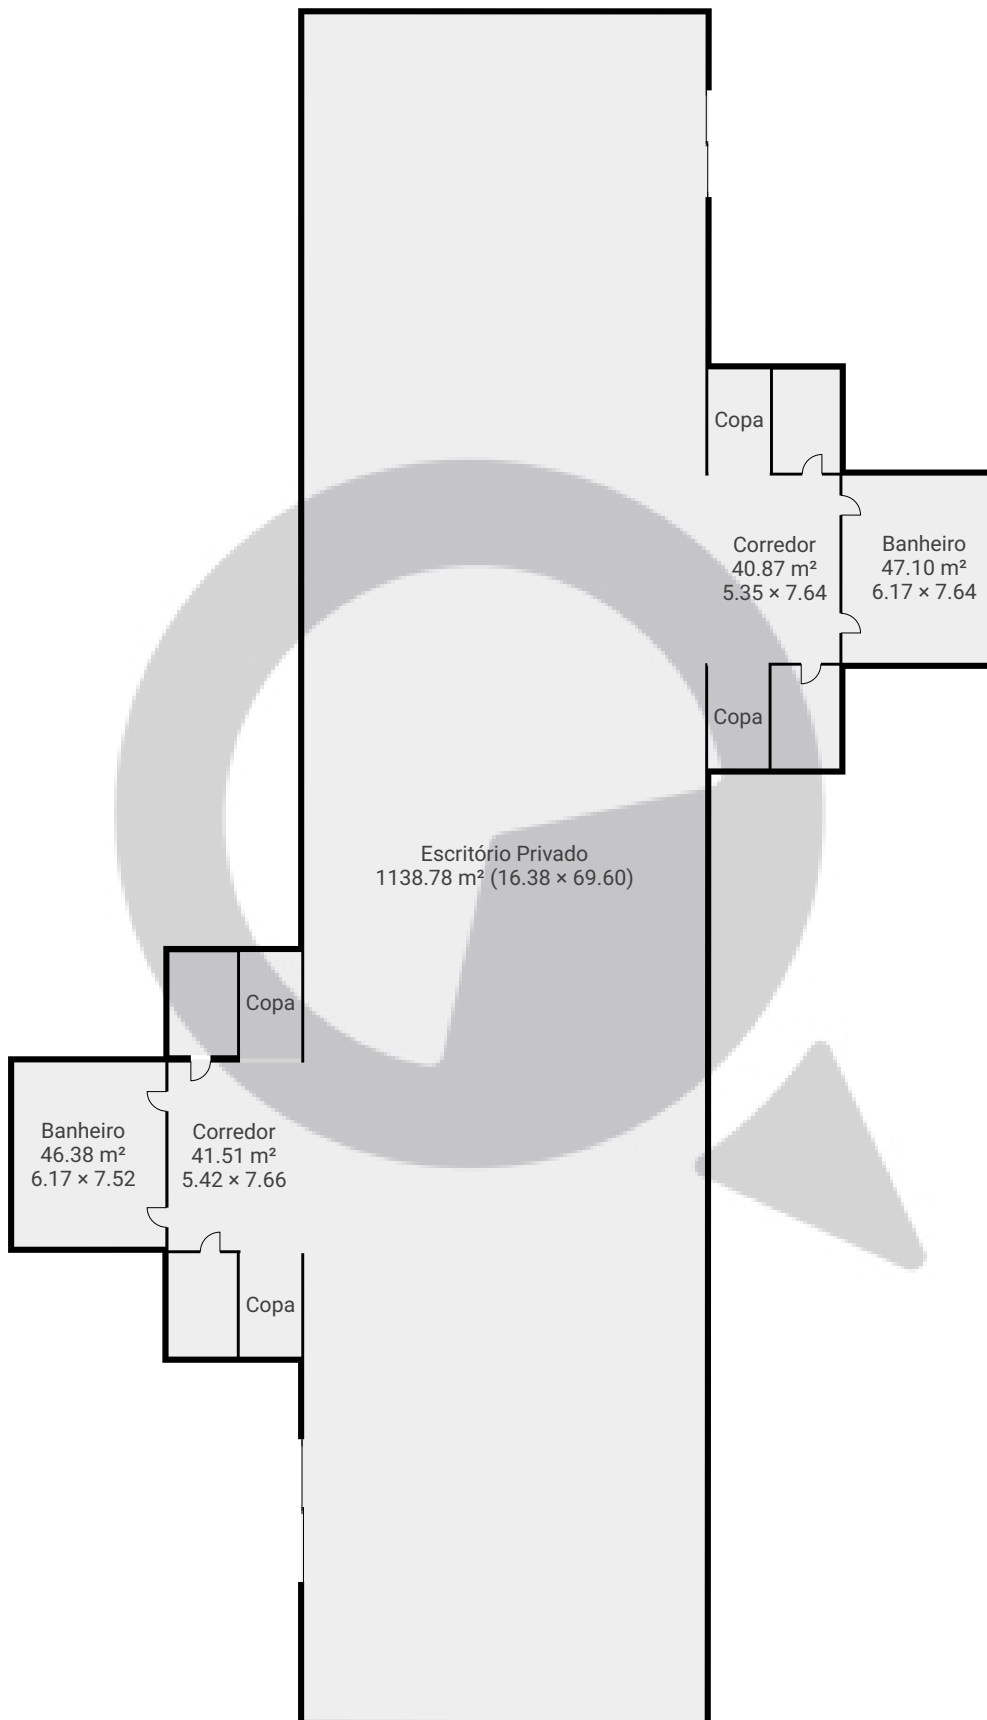 Copa
Corredor
40.87 m²
5.35 × 7.64
Banheiro
47.10 m²
6.17 × 7.64
Copa
Escritório Privado
1138.78 m² (16.38 × 69.60)
Copa
Banheiro
46.38 m²
6.17 × 7.52
Corredor
41.51 m²
5.42 × 7.66
Copa